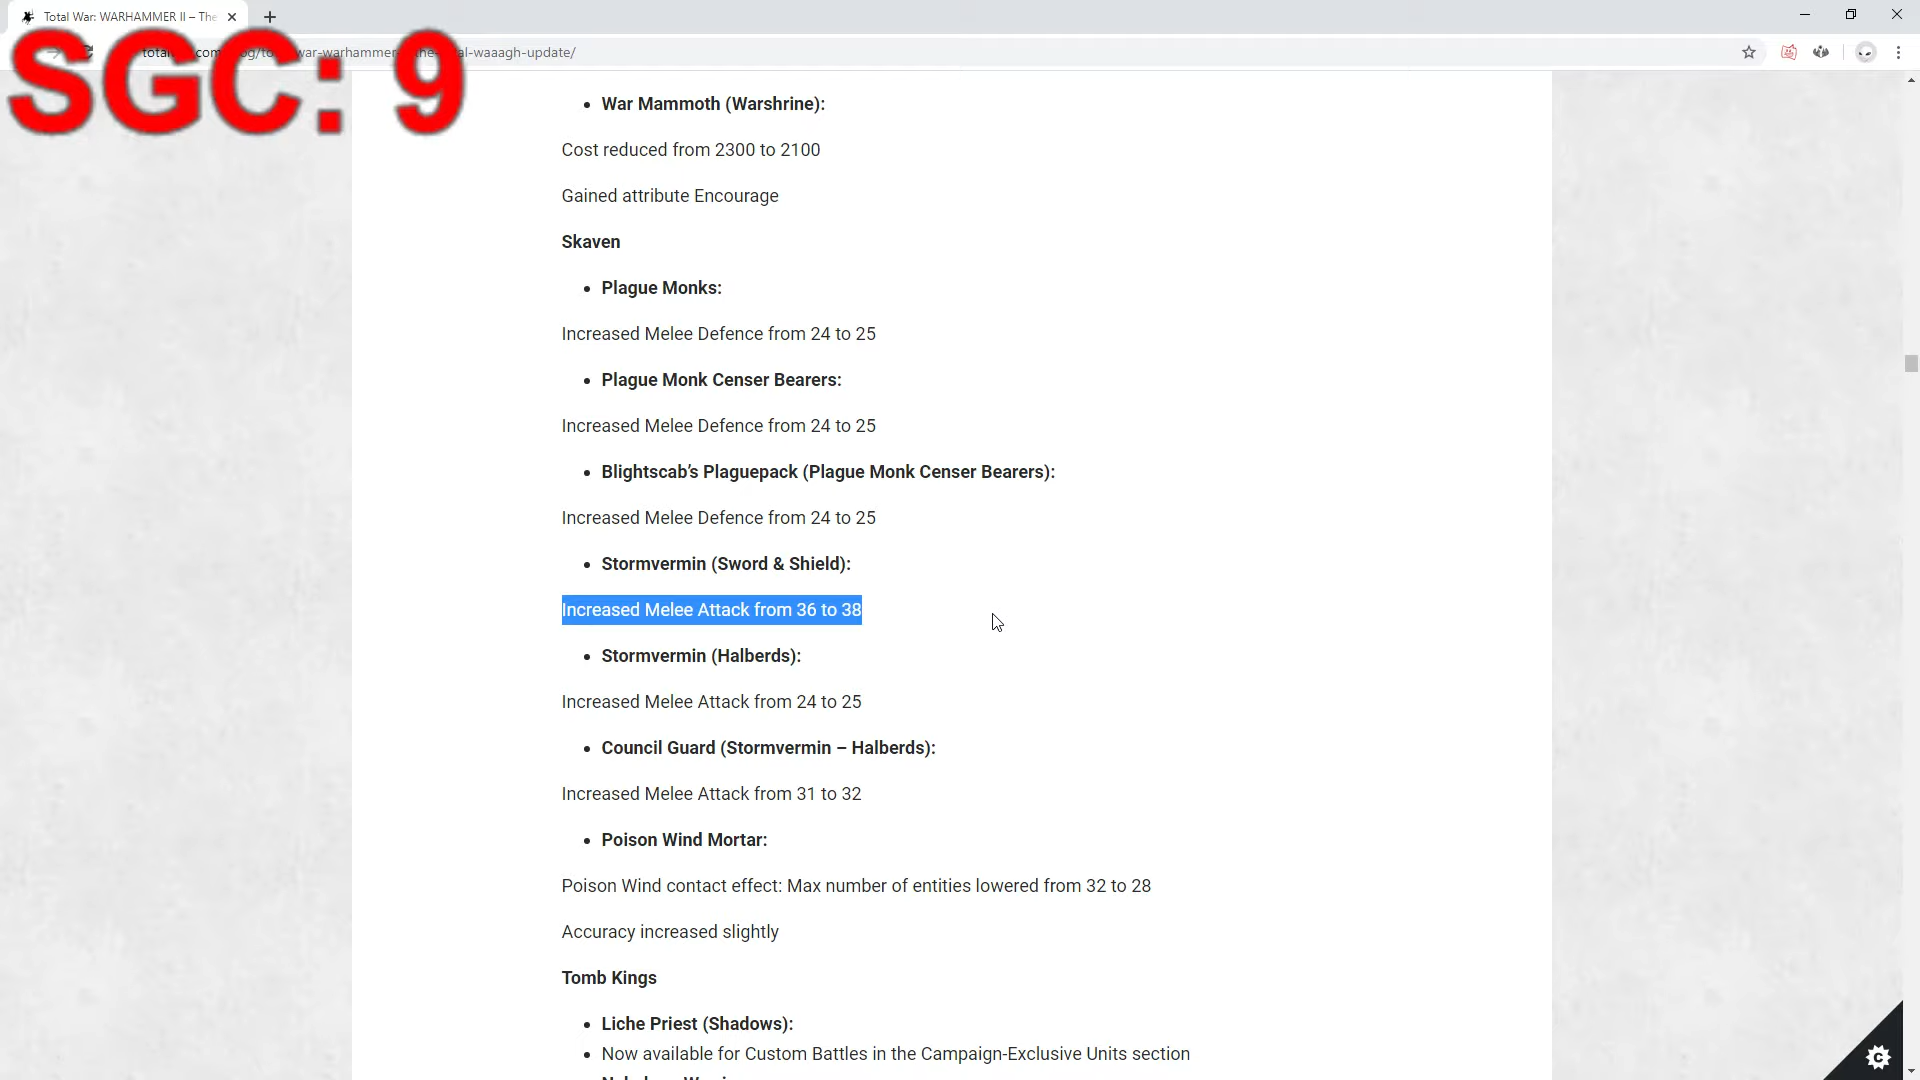 Total War: WARHAMMER II – The
SGC: 9
war-warhammer
al-waaagh-update/
War Mammoth (Warshrine):
Cost reduced from 2300 to 2100
Gained attribute Encourage
Skaven
Plague Monks:
Increased Melee Defence from 24 to 25
Plague Monk Censer Bearers:
Increased Melee Defence from 24 to 25
Blightscab’s Plaguepack (Plague Monk Censer Bearers):
Increased Melee Defence from 24 to 25
Stormvermin (Sword & Shield):
Increased Melee Attack from 36 to 38
Stormvermin (Halberds):
Increased Melee Attack from 24 to 25
Council Guard (Stormvermin – Halberds):
Increased Melee Attack from 31 to 32
Poison Wind Mortar:
Poison Wind contact effect: Max number of entities lowered from 32 to 28
Accuracy increased slightly
Tomb Kings
Liche Priest (Shadows):
Now available for Custom Battles in the Campaign-Exclusive Units section